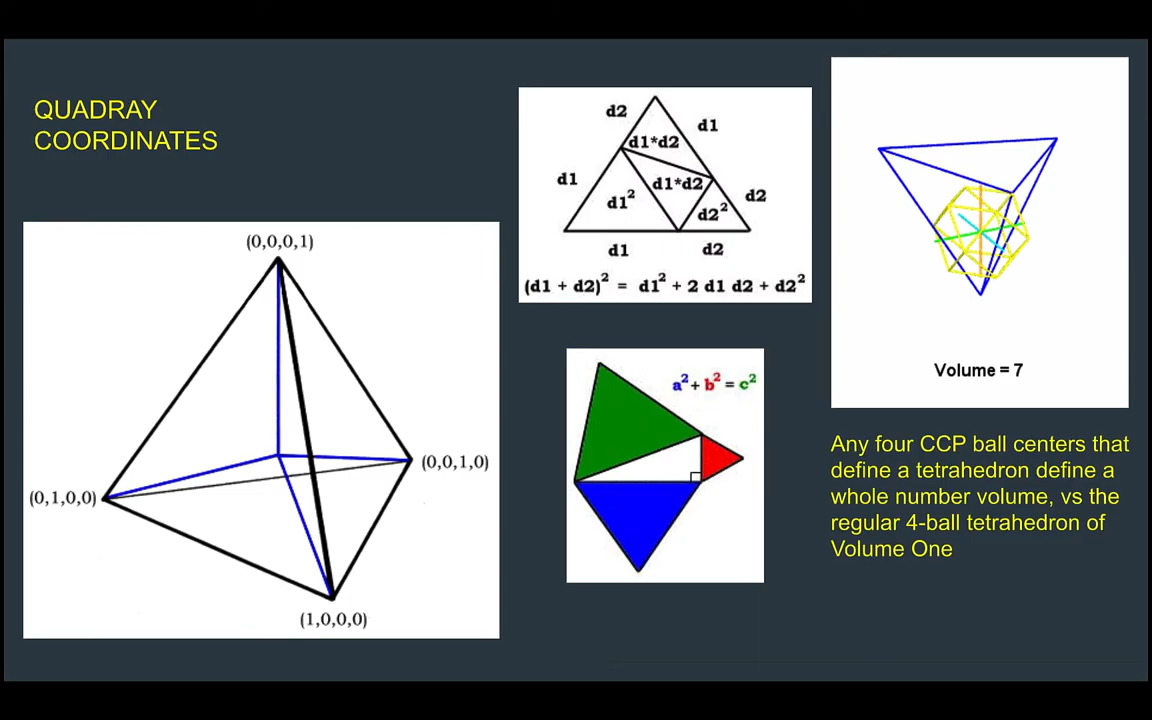 QUADRAY
COORDINATES
(0,0,0,1)
(0,0,1,0)
(0,1,0,0)
(1,0,0,0)
d2
d1
d1*d2
d1
d1*d2
d1²
d2
d2²
d1
d2
(d1 + d2)² = d1² + 2 d1 d2 + d2²
a² + b² = c²
Volume = 7
Any four CCP ball centers that
define a tetrahedron define a
whole number volume, vs the
regular 4-ball tetrahedron of
Volume One